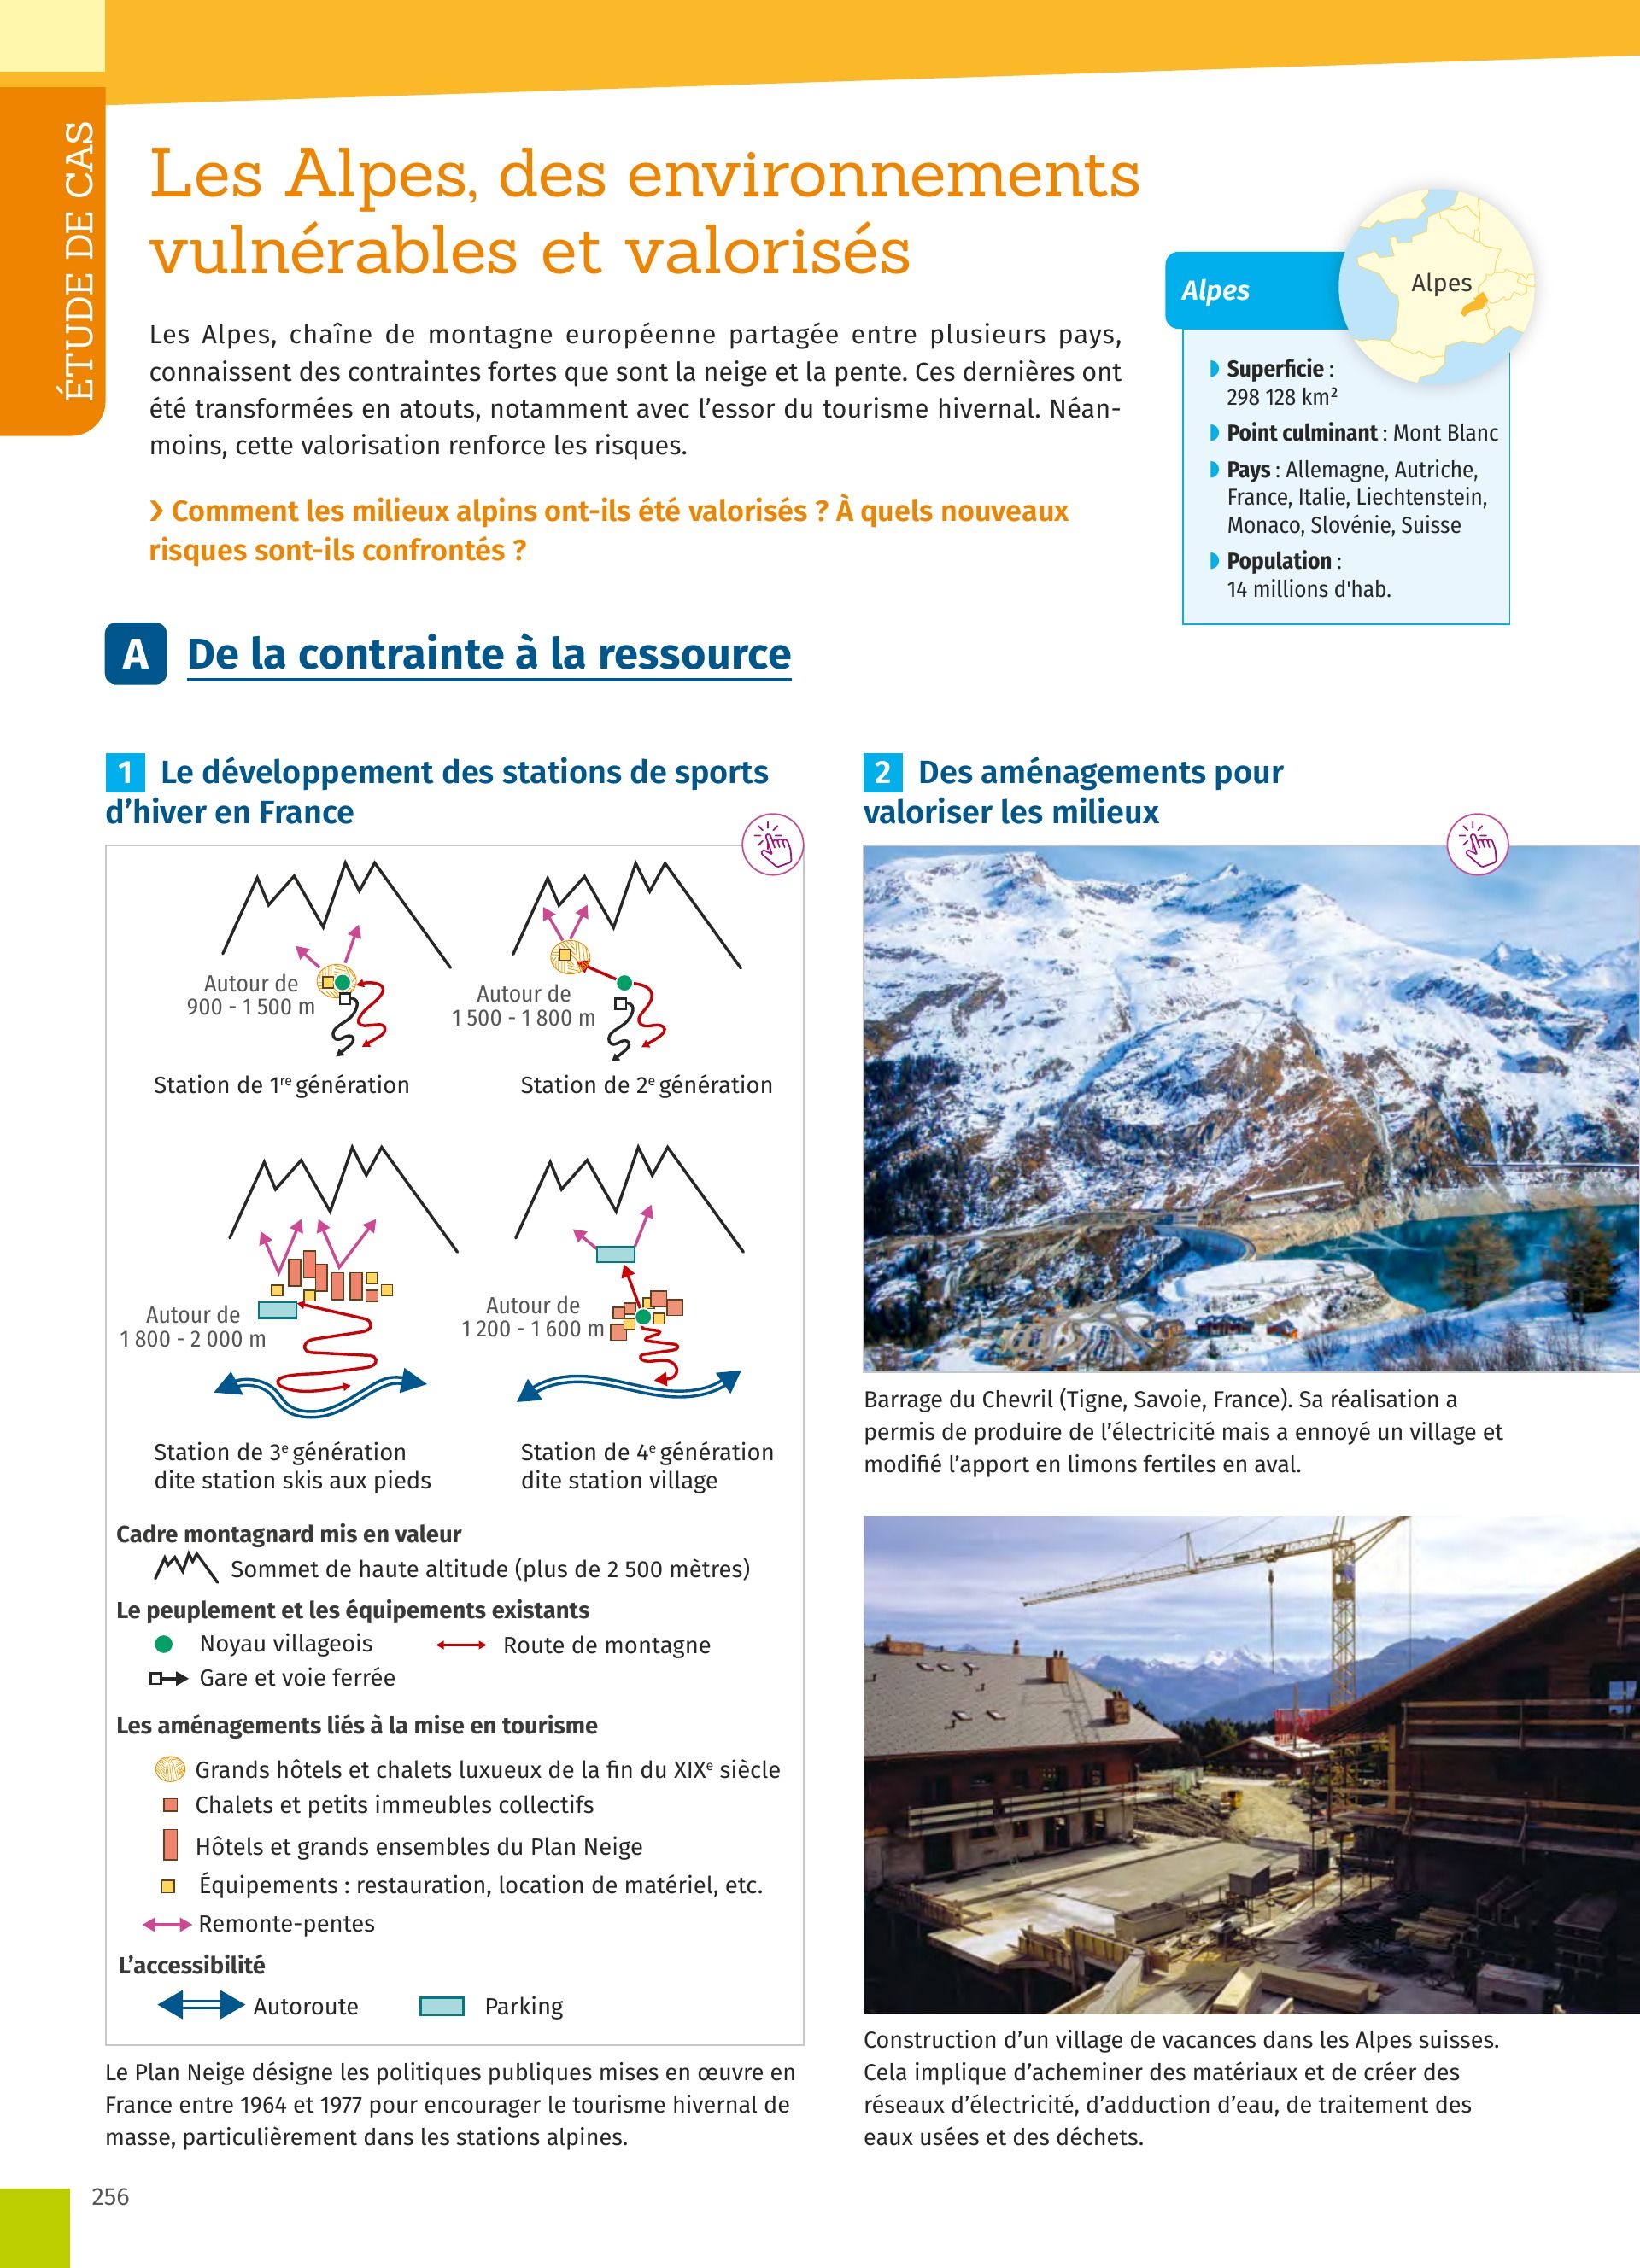 ÉTUDE DE CAS
Les Alpes, des environnements
vulnérables et valorisés
Les Alpes, chaîne de montagne européenne partagée entre plusieurs pays,
connaissent des contraintes fortes que sont la neige et la pente. Ces dernières ont
été transformées en atouts, notamment avec l’essor du tourisme hivernal. Néan-
moins, cette valorisation renforce les risques.
› Comment les milieux alpins ont-ils été valorisés ? À quels nouveaux
risques sont-ils confrontés ?
Alpes
Alpes
Superficie :
298 128 km²
Point culminant : Mont Blanc
Pays : Allemagne, Autriche,
France, Italie, Liechtenstein,
Monaco, Slovénie, Suisse
Population :
14 millions d'hab.
A De la contrainte à la ressource
1 Le développement des stations de sports
d’hiver en France
Autour de
900 - 1 500 m
Station de 1re génération
Autour de
1 500 - 1 800 m
Station de 2e génération
Autour de
1 800 - 2 000 m
Station de 3e génération
dite station skis aux pieds
Autour de
1 200 - 1 600 m
Station de 4e génération
dite station village
Cadre montagnard mis en valeur
Sommet de haute altitude (plus de 2 500 mètres)
Le peuplement et les équipements existants
Noyau villageois
Route de montagne
Gare et voie ferrée
Les aménagements liés à la mise en tourisme
Grands hôtels et chalets luxueux de la fin du XIXe siècle
Chalets et petits immeubles collectifs
Hôtels et grands ensembles du Plan Neige
Équipements : restauration, location de matériel, etc.
Remonte-pentes
L’accessibilité
Autoroute
Parking
Le Plan Neige désigne les politiques publiques mises en œuvre en
France entre 1964 et 1977 pour encourager le tourisme hivernal de
masse, particulièrement dans les stations alpines.
2 Des aménagements pour
valoriser les milieux
Barrage du Chevril (Tigne, Savoie, France). Sa réalisation a
permis de produire de l’électricité mais a ennoyé un village et
modifié l’apport en limons fertiles en aval.
Construction d’un village de vacances dans les Alpes suisses.
Cela implique d’acheminer des matériaux et de créer des
réseaux d’électricité, d’adduction d’eau, de traitement des
eaux usées et des déchets.
256